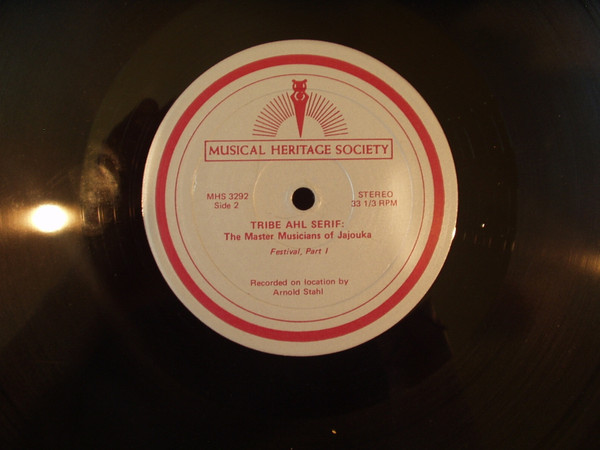 MUSICAL HERITAGE SOCIETY
MHS 3292 STEREO
Side 2 33 1/3 RPM
TRIBE AHL SERIF:
The Master Musicians of Jajouka
Festival, Part I
Recorded on location by
Arnold Stahl